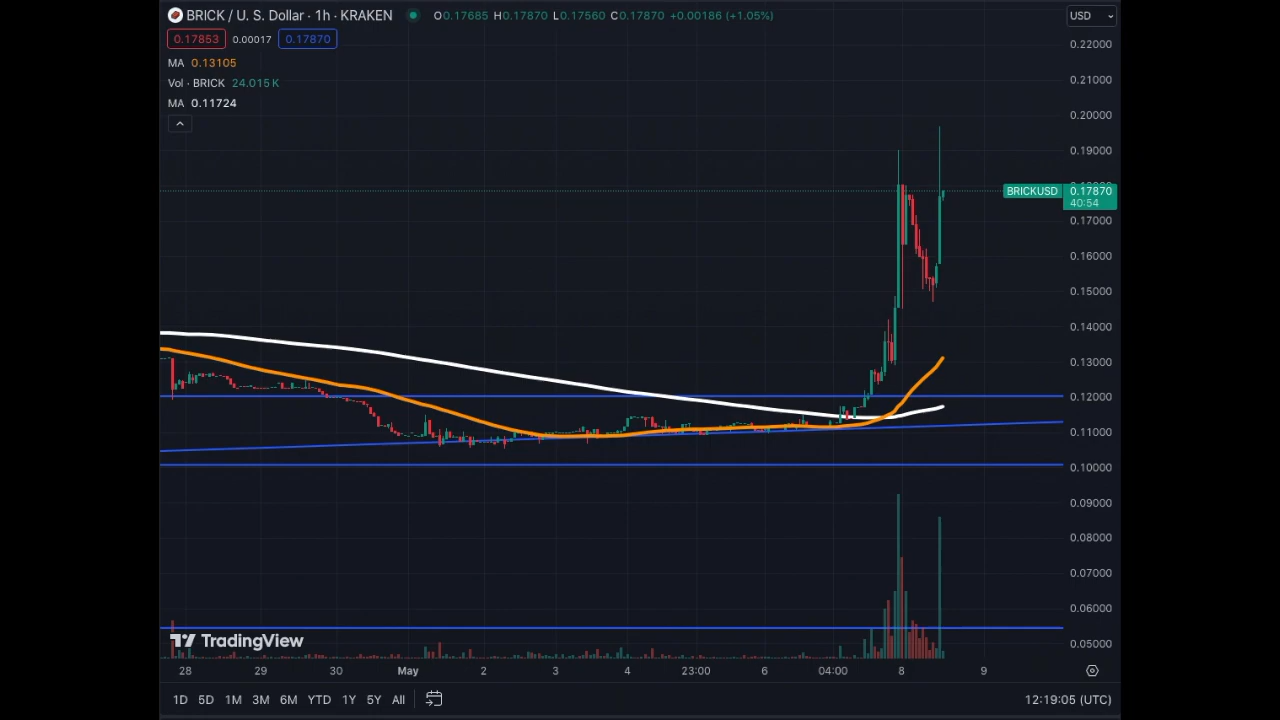 BRICK / U. S. Dollar · 1h · KRAKEN O0.17685 H0.17870 L0.17560 C0.17870 +0.00186 (+1.05%)
USD
0.17853 0.00017 0.17870
MA 0.13105
Vol · BRICK 24.015 K
MA 0.11724
0.22000
0.21000
0.20000
0.19000
BRICKUSD 0.17870
40:54
0.17000
0.16000
0.15000
0.14000
0.13000
0.12000
0.11000
0.10000
0.09000
0.08000
0.07000
0.06000
0.05000
TradingView
28 29 30 May 2 3 4 23:00 6 04:00 8 9
1D 5D 1M 3M 6M YTD 1Y 5Y All 12:19:05 (UTC)